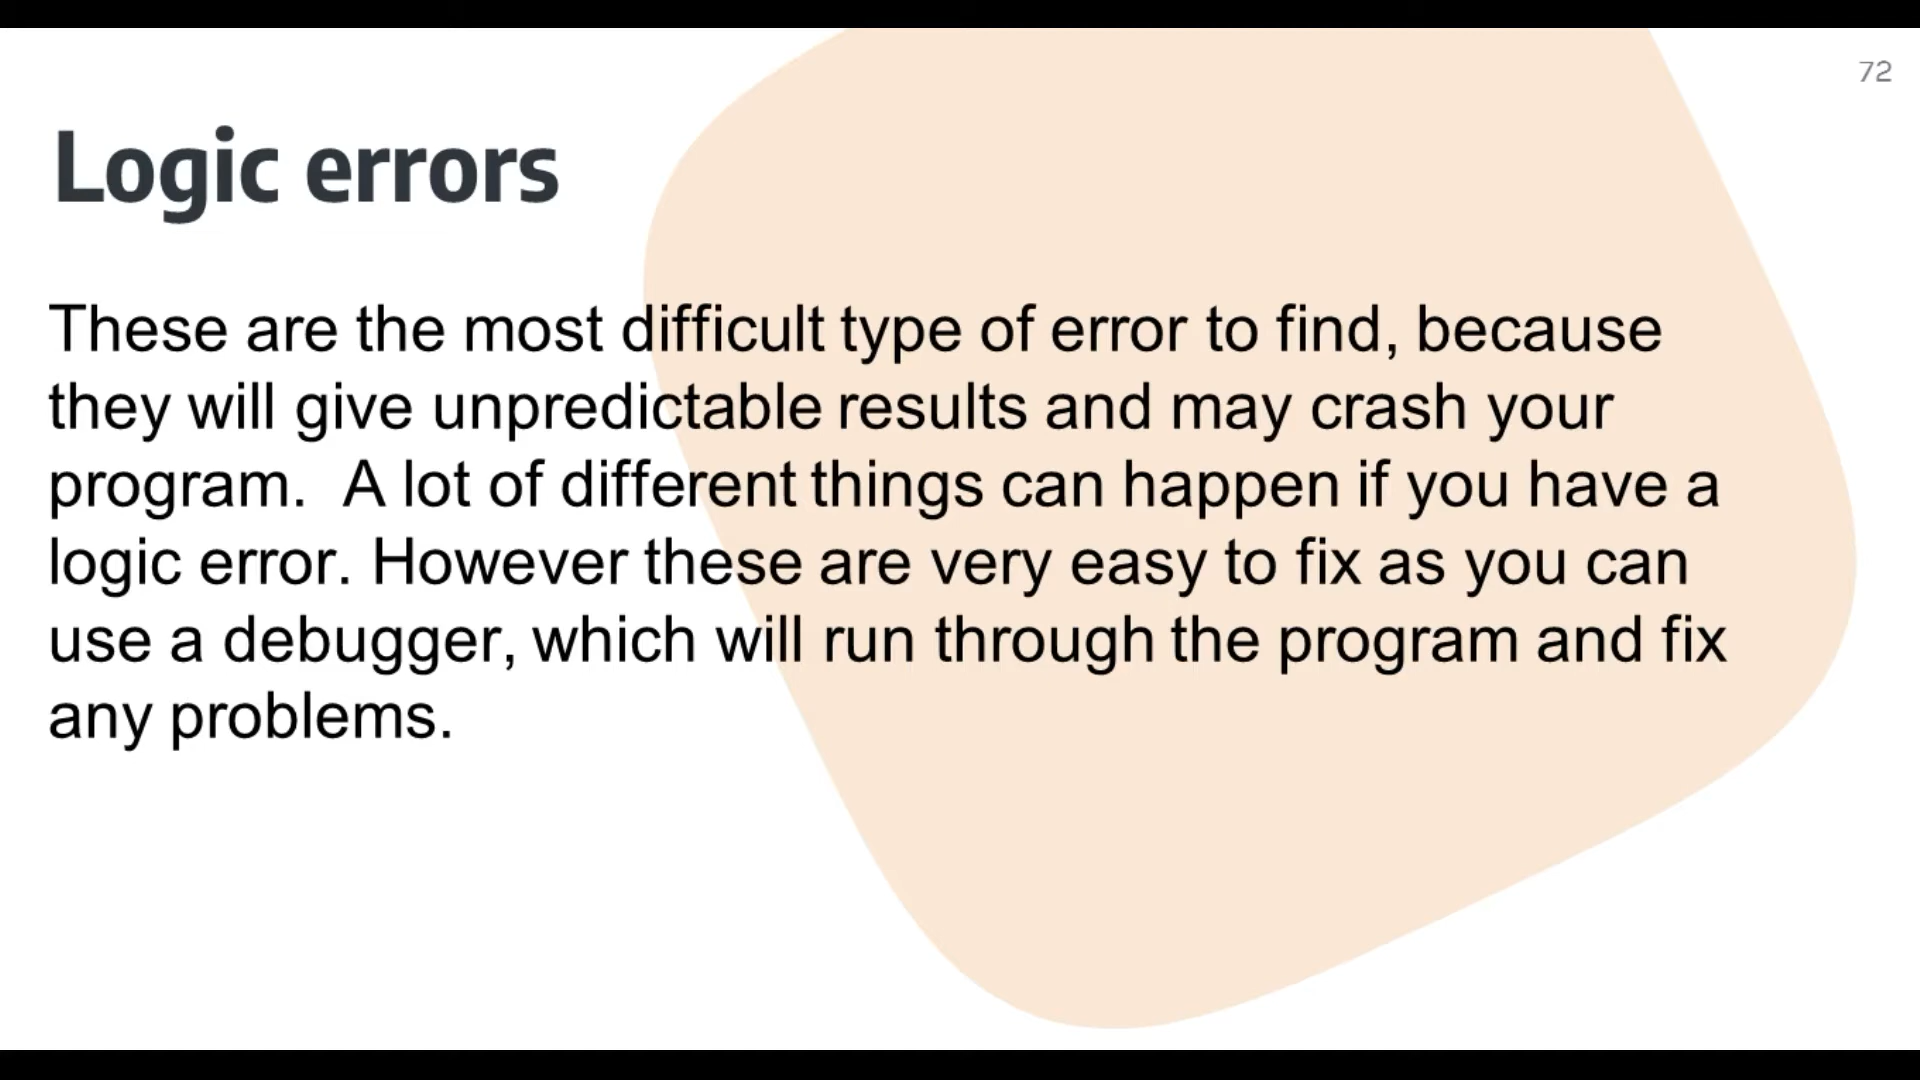 72
Logic errors
These are the most difficult type of error to find, because
they will give unpredictable results and may crash your
program.  A lot of different things can happen if you have a
logic error. However these are very easy to fix as you can
use a debugger, which will run through the program and fix
any problems.